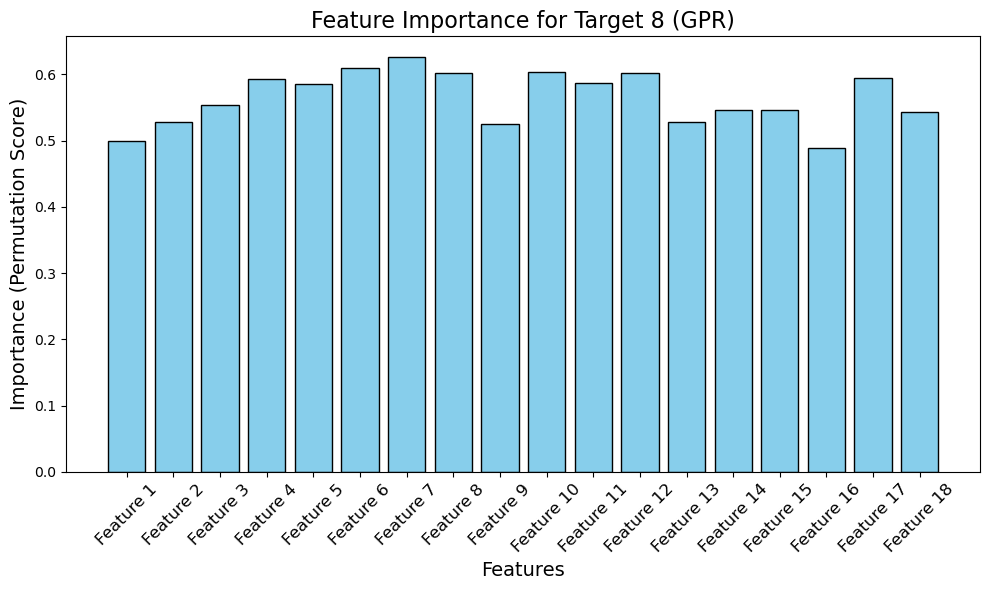 Feature Importance for Target 8 (GPR)
Importance (Permutation Score)
0.6
0.5
0.4
0.3
0.2
0.1
0.0
Feature 1
Feature 2
Feature 3
Feature 4
Feature 5
Feature 6
Feature 7
Feature 8
Feature 9
Feature 10
Feature 11
Feature 12
Feature 13
Feature 14
Feature 15
Feature 16
Feature 17
Feature 18
Features